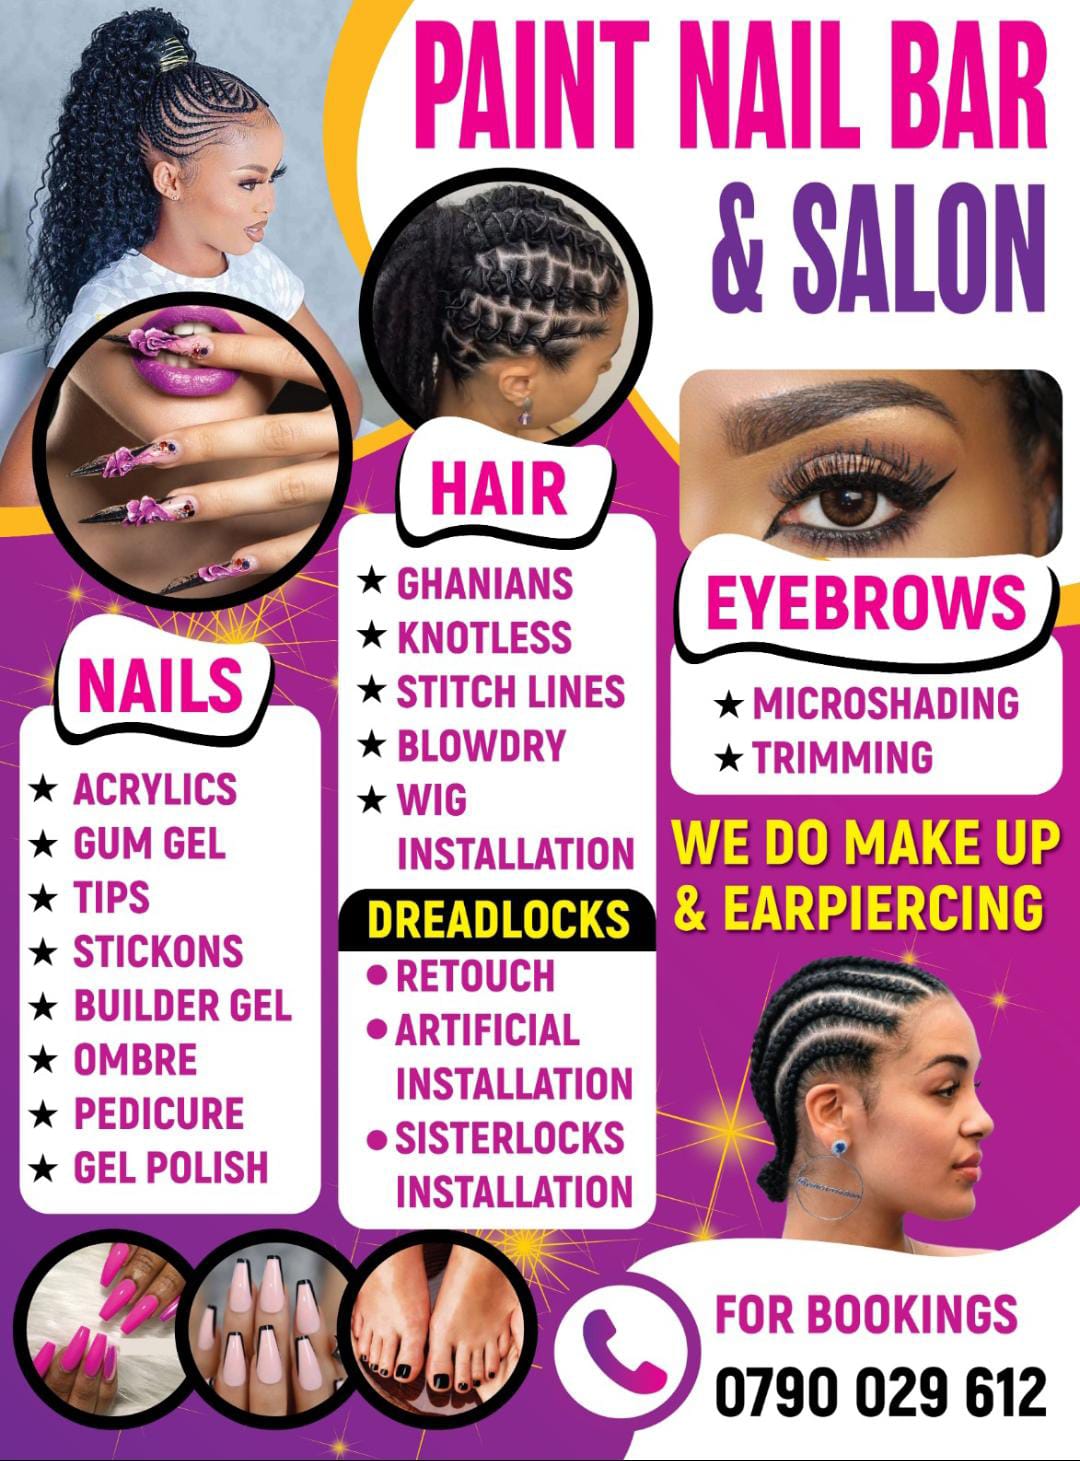 PAINT NAIL BAR
& SALON
HAIR
★ GHANIANS
★ KNOTLESS
★ STITCH LINES
★ BLOWDRY
★ WIG
INSTALLATION
DREADLOCKS
● RETOUCH
● ARTIFICIAL
INSTALLATION
● SISTERLOCKS
INSTALLATION
NAILS
★ ACRYLICS
★ GUM GEL
★ TIPS
★ STICKONS
★ BUILDER GEL
★ OMBRE
★ PEDICURE
★ GEL POLISH
EYEBROWS
★ MICROSHADING
★ TRIMMING
WE DO MAKE UP
& EARPIERCING
FOR BOOKINGS
0790 029 612